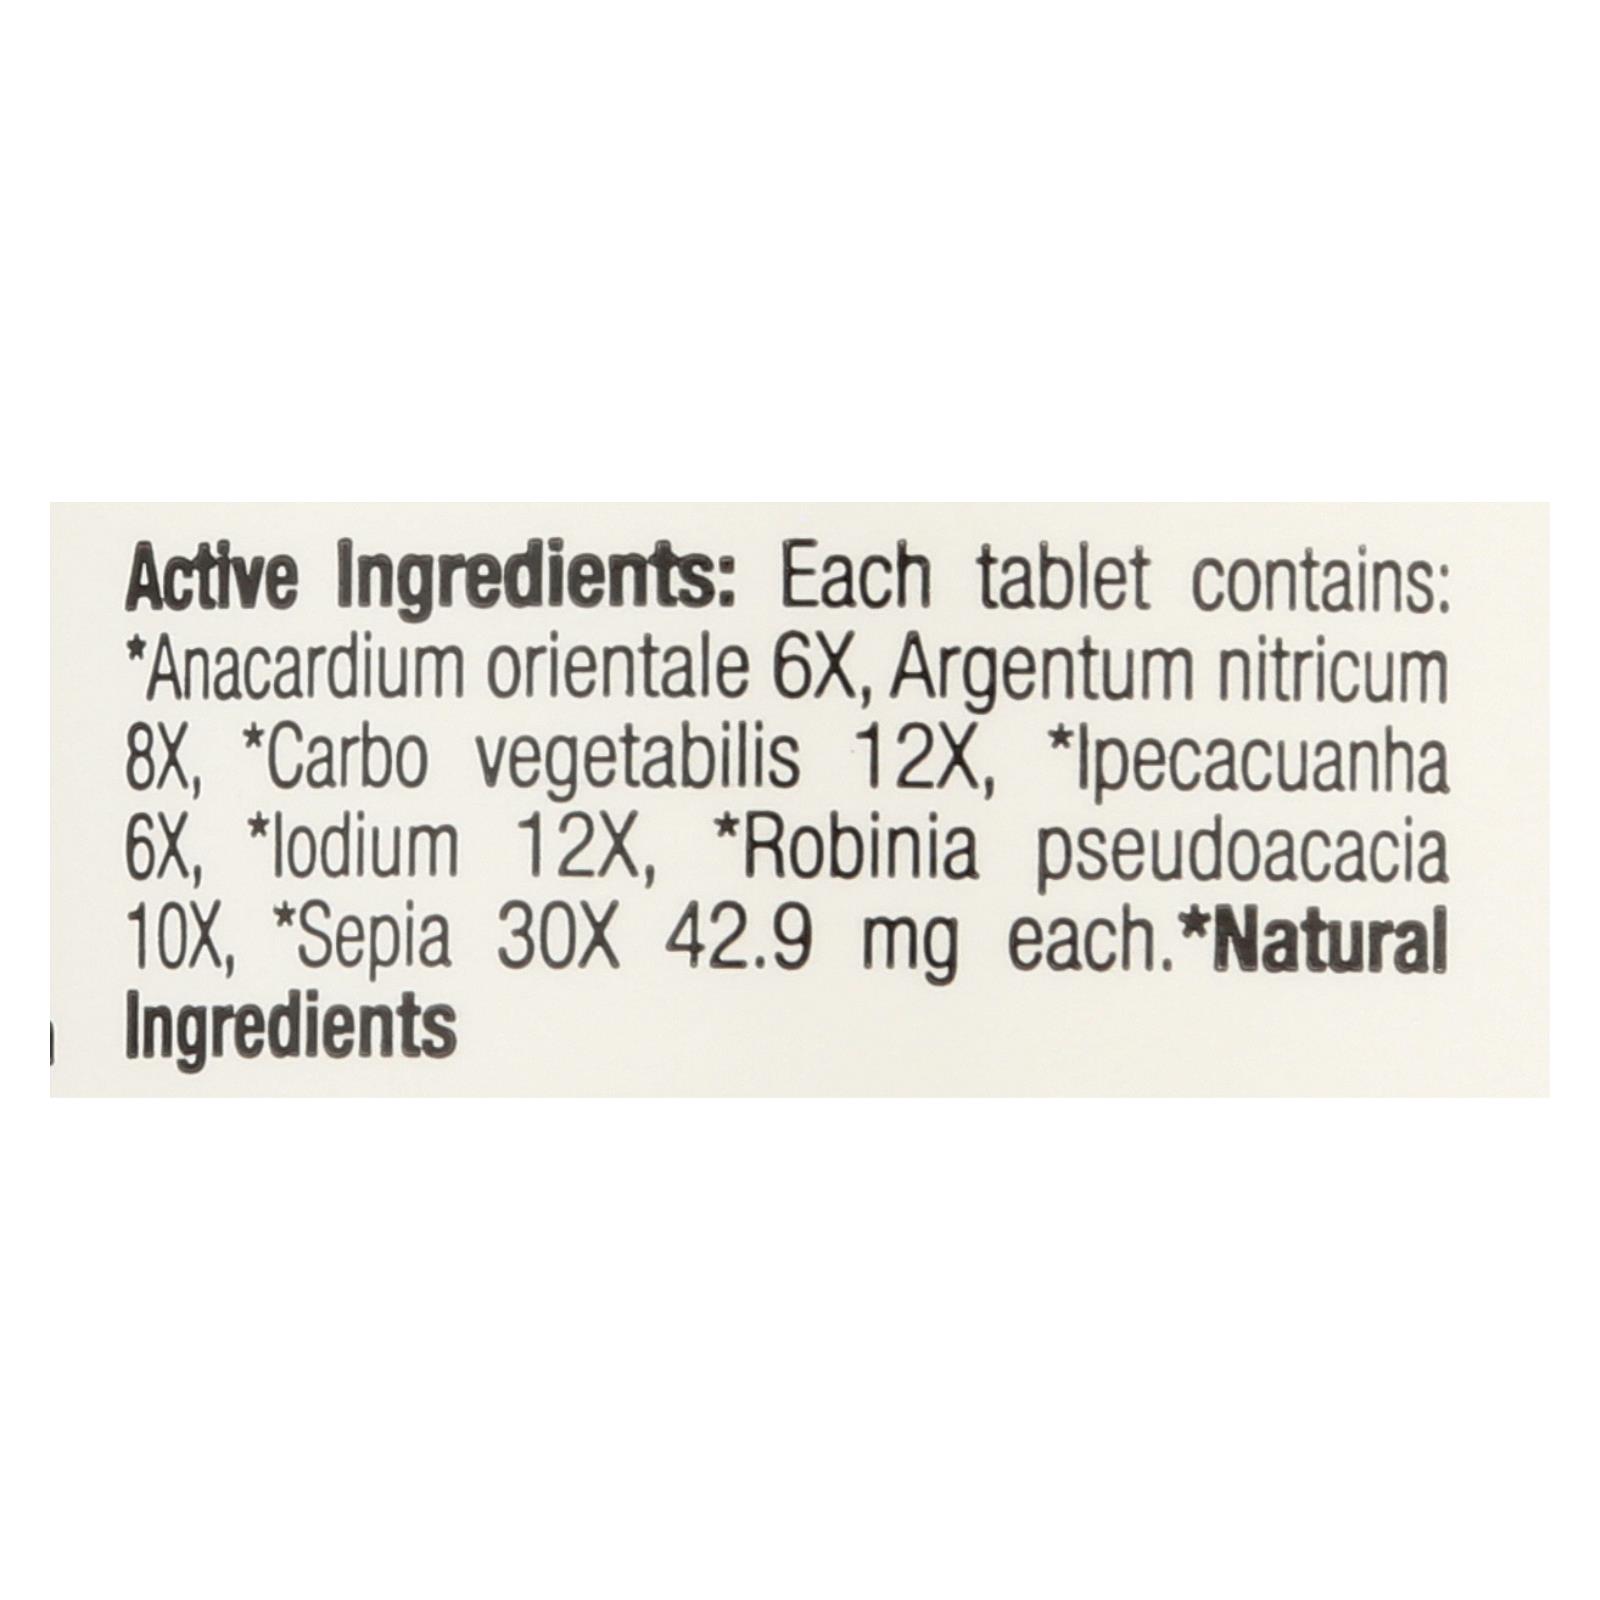 Active Ingredients: Each tablet contains:
*Anacardium orientale 6X, Argentum nitricum
8X, *Carbo vegetabilis 12X, *Ipecacuanha
6X, *Iodium 12X, *Robinia pseudoacacia
10X, *Sepia 30X 42.9 mg each.*Natural
Ingredients